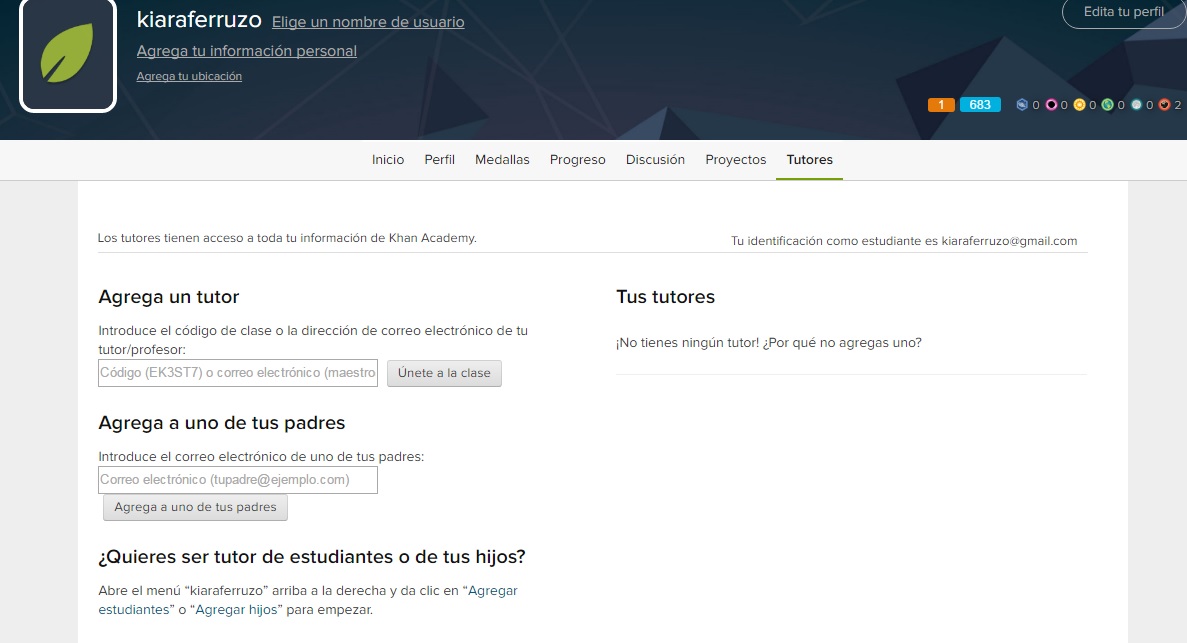 kiaraferruzo Elige un nombre de usuario
Edita tu perfil
Agrega tu información personal
Agrega tu ubicación
1 683 0 0 0 0 0 2
Inicio Perfil Medallas Progreso Discusión Proyectos Tutores
Los tutores tienen acceso a toda tu información de Khan Academy.
Tu identificación como estudiante es kiaraferruzo@gmail.com
Agrega un tutor
Introduce el código de clase o la dirección de correo electrónico de tu
tutor/profesor:
Código (EK3ST7) o correo electrónico (maestro
Únete a la clase
Agrega a uno de tus padres
Introduce el correo electrónico de uno de tus padres:
Correo electrónico (tupadre@ejemplo.com)
Agrega a uno de tus padres
¿Quieres ser tutor de estudiantes o de tus hijos?
Abre el menú “kiaraferruzo” arriba a la derecha y da clic en “Agregar
estudiantes” o “Agregar hijos” para empezar.
Tus tutores
¡No tienes ningún tutor! ¿Por qué no agregas uno?